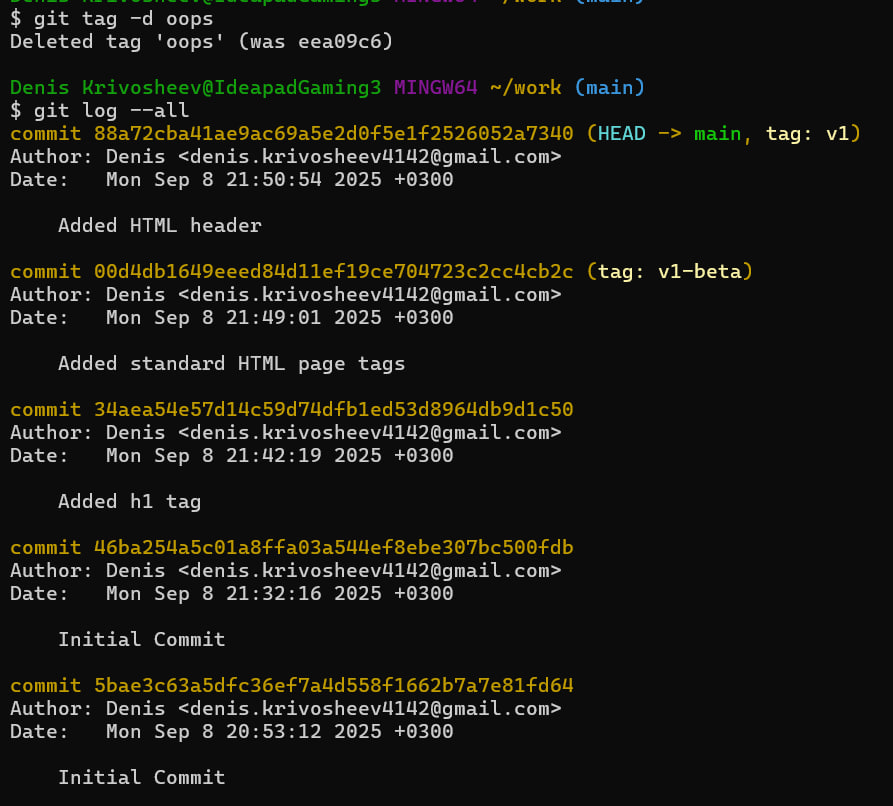 Denis Krivosheev@IdeapadGaming3 MINGW64 ~/work (main)
$ git tag -d oops
Deleted tag 'oops' (was eea09c6)
Denis Krivosheev@IdeapadGaming3 MINGW64 ~/work (main)
$ git log --all
commit 88a72cba41ae9ac69a5e2d0f5e1f2526052a7340 (HEAD -> main, tag: v1)
Author: Denis <denis.krivosheev4142@gmail.com>
Date:   Mon Sep 8 21:50:54 2025 +0300
Added HTML header
commit 00d4db1649eeed84d11ef19ce704723c2cc4cb2c (tag: v1-beta)
Author: Denis <denis.krivosheev4142@gmail.com>
Date:   Mon Sep 8 21:49:01 2025 +0300
Added standard HTML page tags
commit 34aea54e57d14c59d74dfb1ed53d8964db9d1c50
Author: Denis <denis.krivosheev4142@gmail.com>
Date:   Mon Sep 8 21:42:19 2025 +0300
Added h1 tag
commit 46ba254a5c01a8ffa03a544ef8ebe307bc500fdb
Author: Denis <denis.krivosheev4142@gmail.com>
Date:   Mon Sep 8 21:32:16 2025 +0300
Initial Commit
commit 5bae3c63a5dfc36ef7a4d558f1662b7a7e81fd64
Author: Denis <denis.krivosheev4142@gmail.com>
Date:   Mon Sep 8 20:53:12 2025 +0300
Initial Commit